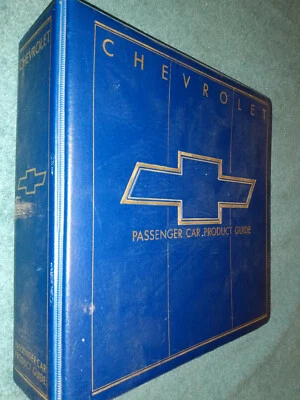 CHEVROLET
PASSENGER CAR PRODUCT GUIDE
CHEVROLET
PASSENGER CAR
PRODUCT GUIDE